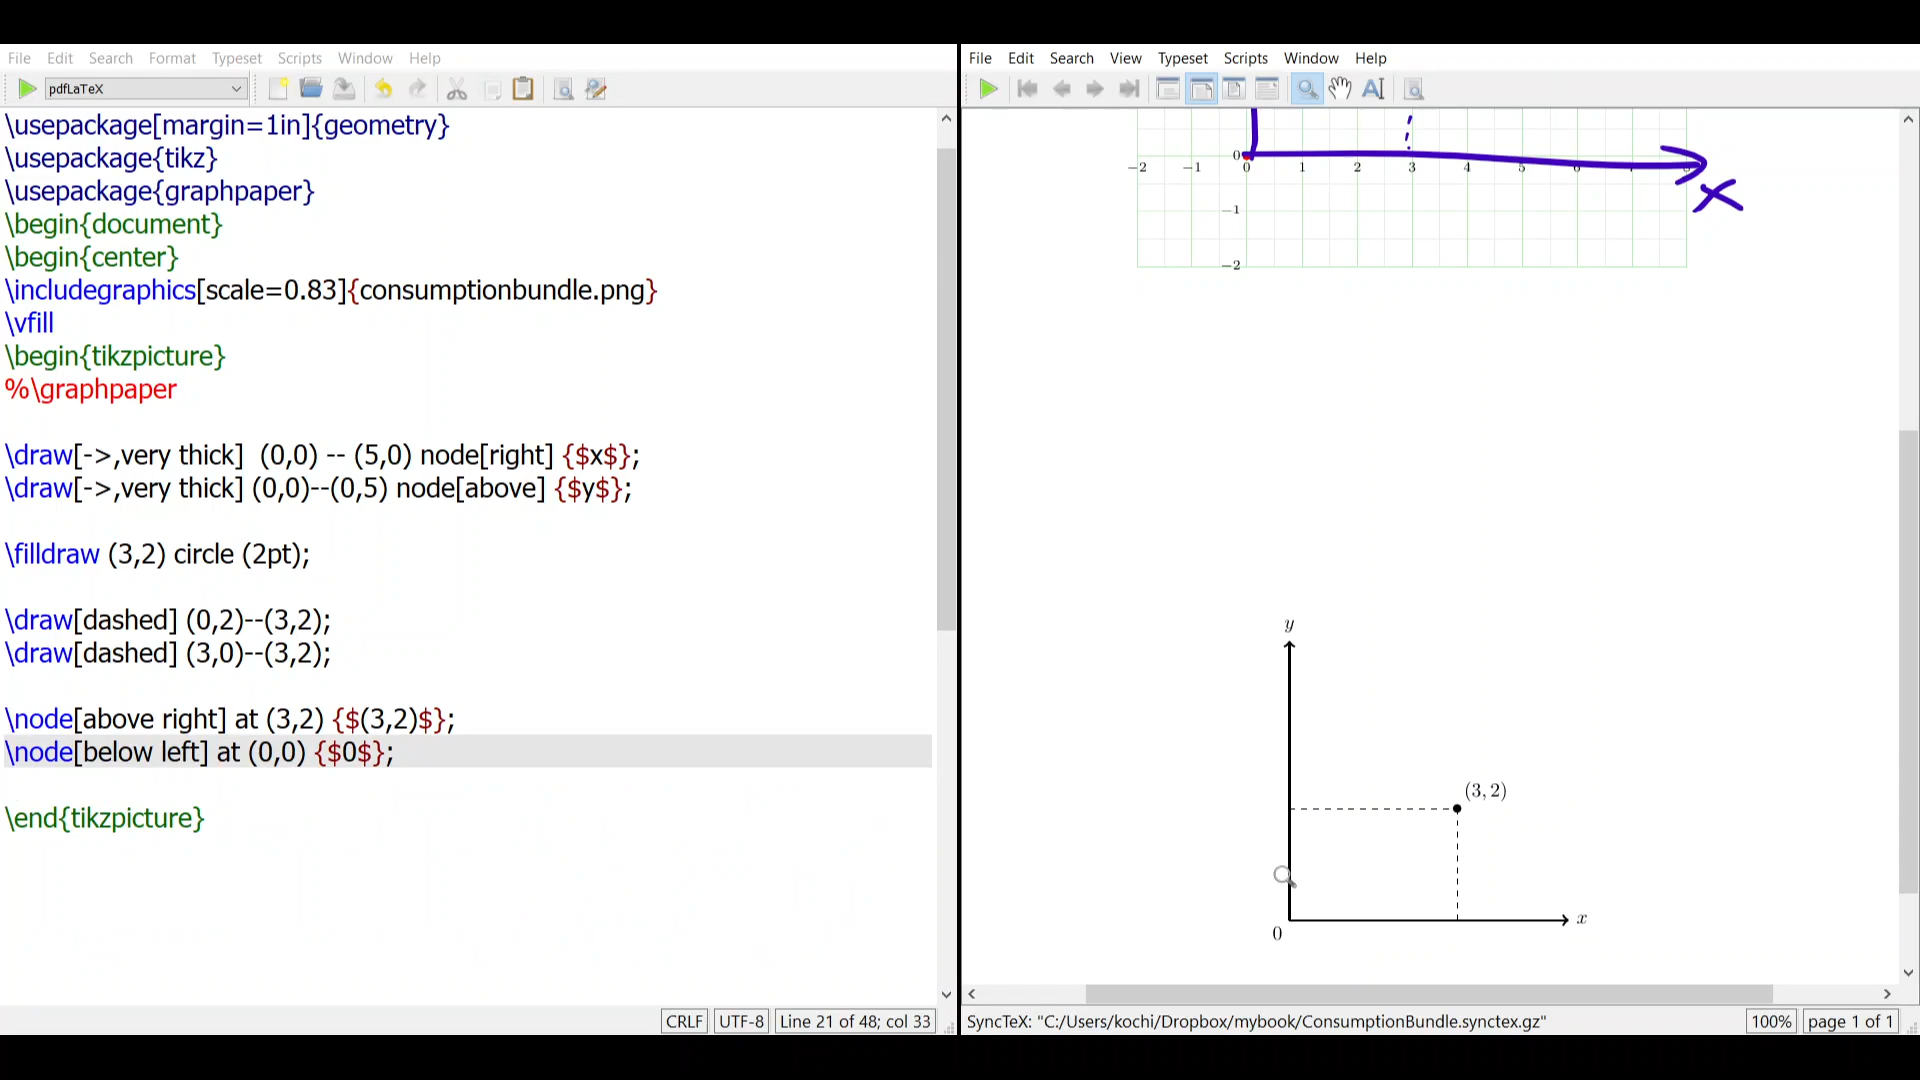 File Edit Search Format Typeset Scripts Window Help
pdfLaTeX
\usepackage[margin=1in]{geometry}
\usepackage{tikz}
\usepackage{graphpaper}
\begin{document}
\begin{center}
\includegraphics[scale=0.83]{consumptionbundle.png}
\vfill
\begin{tikzpicture}
%\graphpaper
\draw[->,very thick]  (0,0) -- (5,0) node[right] {$x$};
\draw[->,very thick] (0,0)--(0,5) node[above] {$y$};
\filldraw (3,2) circle (2pt);
\draw[dashed] (0,2)--(3,2);
\draw[dashed] (3,0)--(3,2);
\node[above right] at (3,2) {$(3,2)$};
\node[below left] at (0,0) {$0$};
\end{tikzpicture}
CRLF UTF-8 Line 21 of 48; col 33
File Edit Search View Typeset Scripts Window Help
0
−2 −1 0 1 2 3 4 5
x
−1
−2
y
(3, 2)
x
0
SyncTeX: "C:/Users/kochi/Dropbox/mybook/ConsumptionBundle.synctex.gz" 100% page 1 of 1